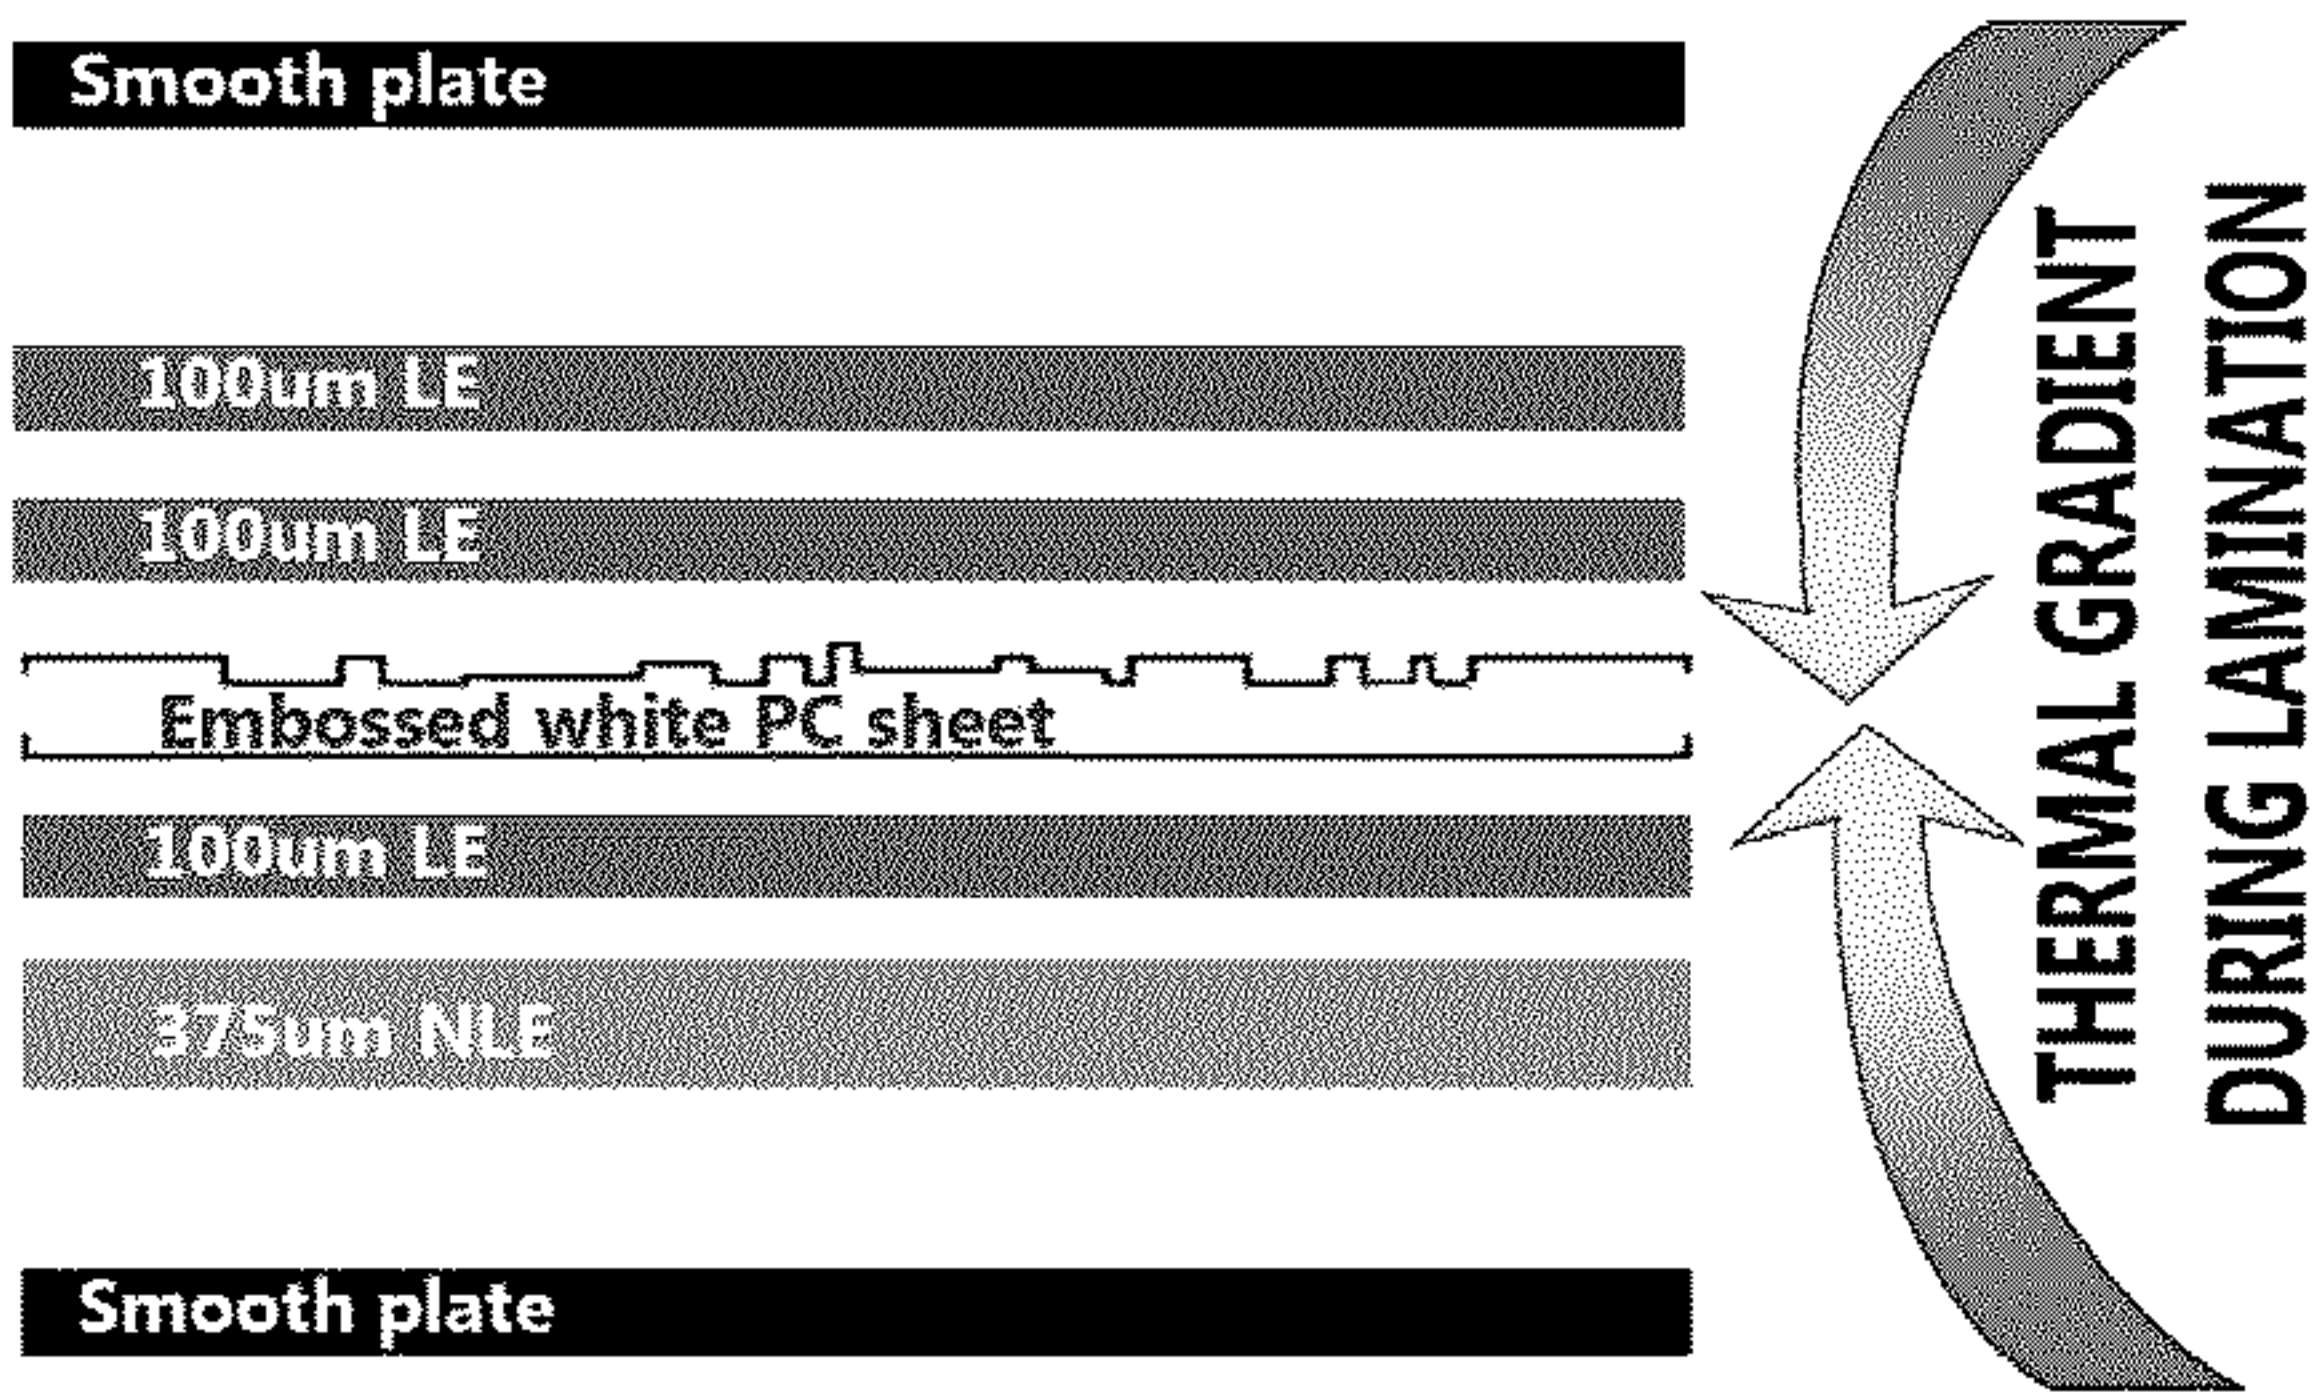 Smooth plate
100um LE
100um LE
Embossed white PC sheet
100um LE
375um NLE
Smooth plate
THERMAL GRADIENT
DURING LAMINATION